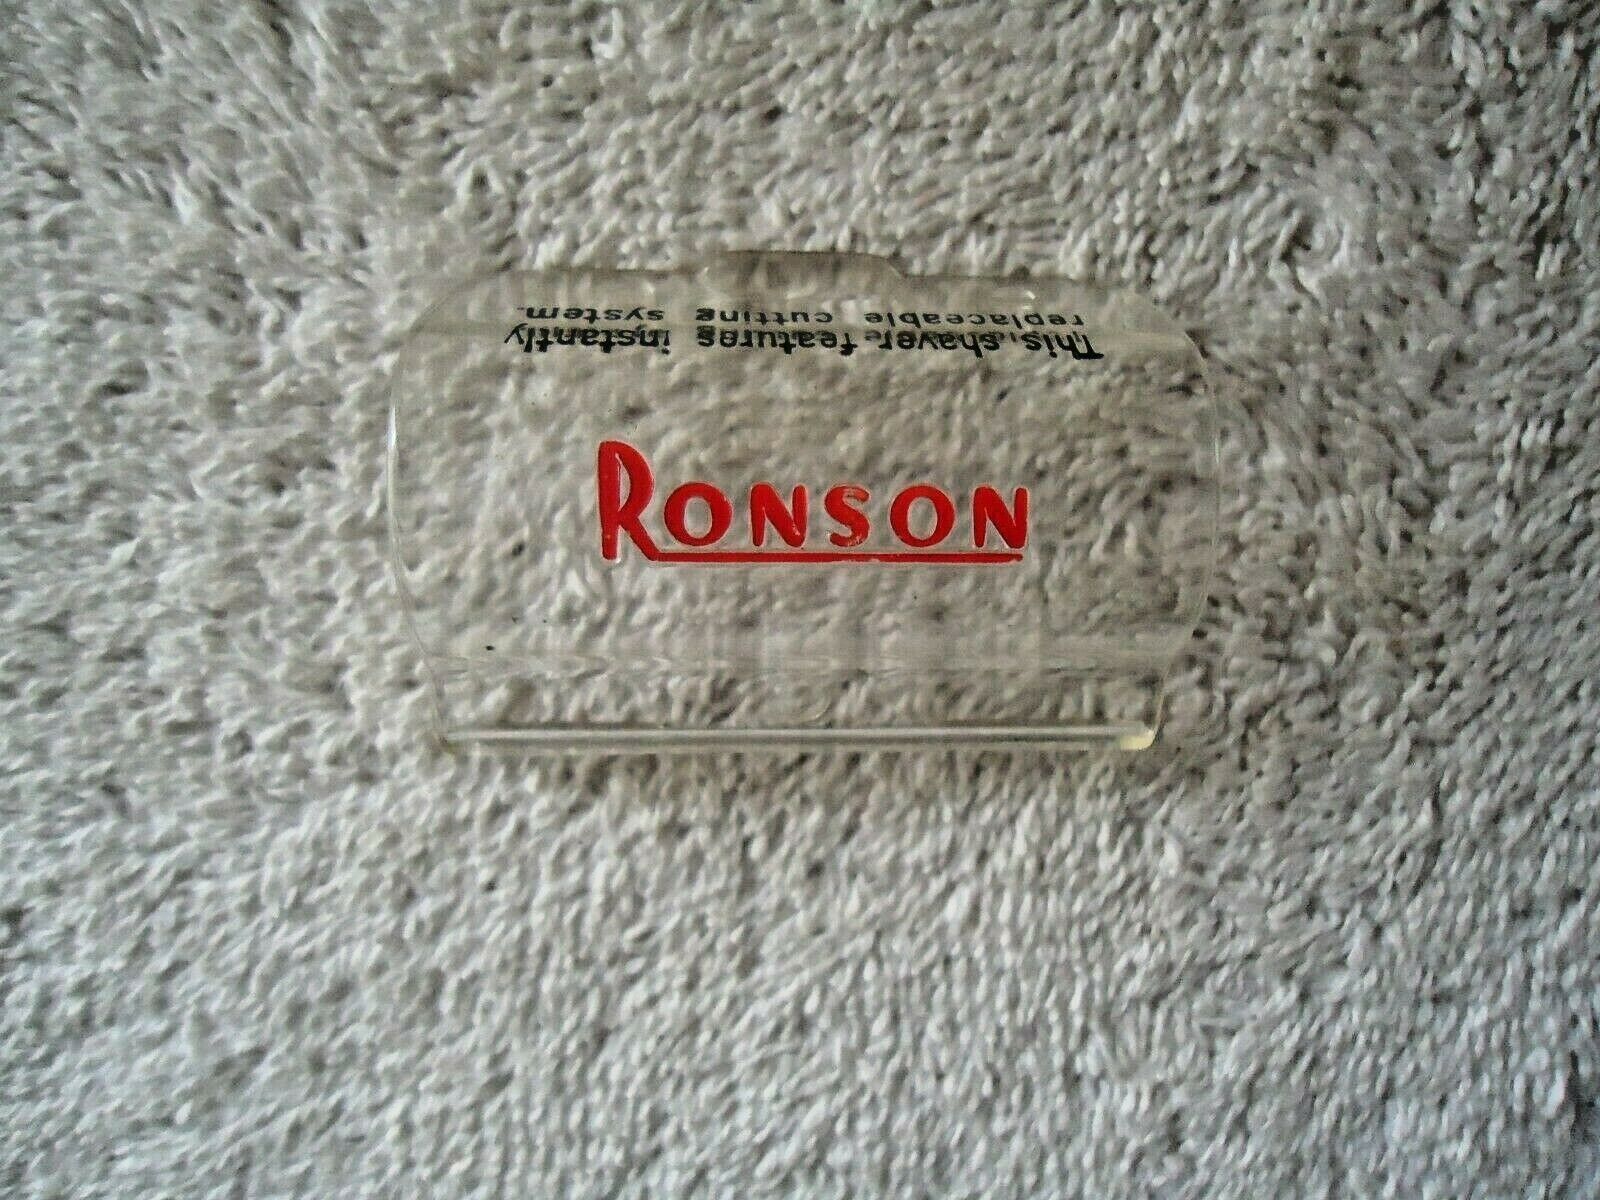 This shaver features instantly
replaceable cutting system.
RONSON